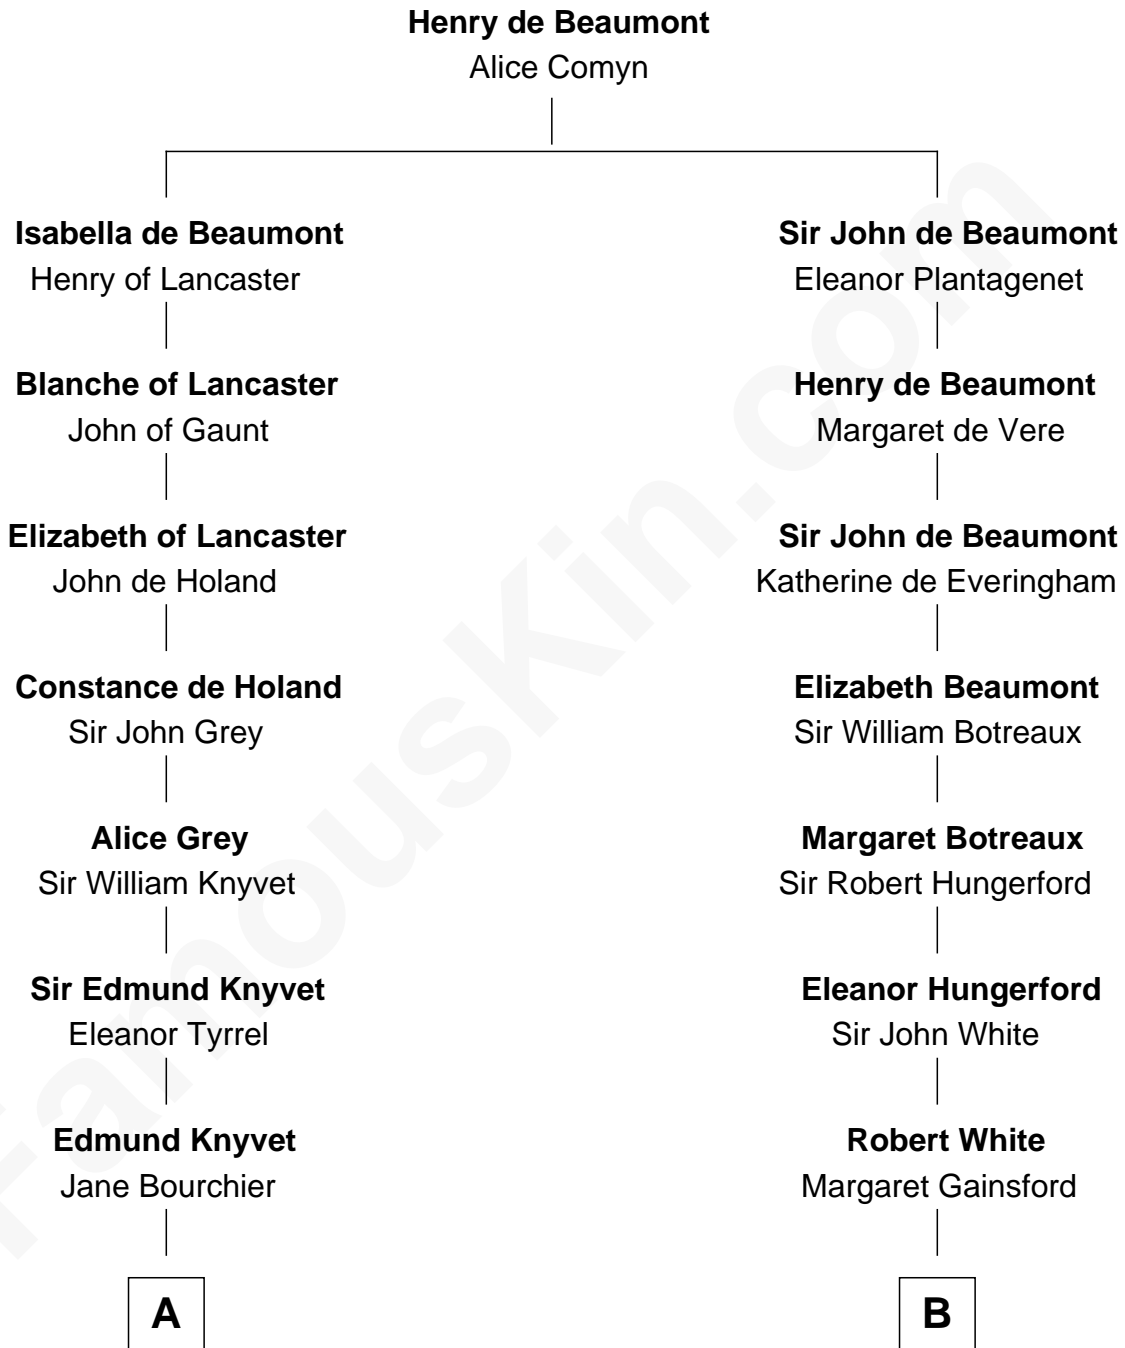 Henry de Beaumont
Alice Comyn
Isabella de Beaumont
Henry of Lancaster
Blanche of Lancaster
John of Gaunt
Elizabeth of Lancaster
John de Holand
Constance de Holand
Sir John Grey
Alice Grey
Sir William Knyvet
Sir Edmund Knyvet
Eleanor Tyrrel
Edmund Knyvet
Jane Bourchier
A
Sir John de Beaumont
Eleanor Plantagenet
Henry de Beaumont
Margaret de Vere
Sir John de Beaumont
Katherine de Everingham
Elizabeth Beaumont
Sir William Botreaux
Margaret Botreaux
Sir Robert Hungerford
Eleanor Hungerford
Sir John White
Robert White
Margaret Gainsford
B
FamousKin.com